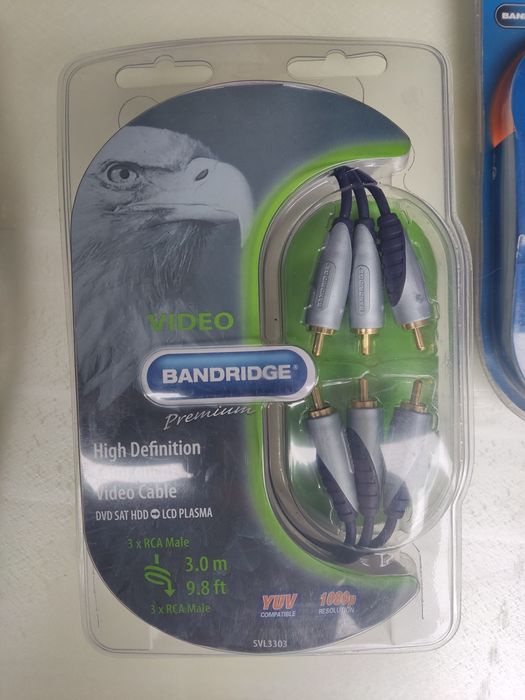 VIDEO
BANDRIDGE®
Premium
High Definition
Video Cable
DVD SAT HDD LCD PLASMA
3 x RCA Male
3.0 m
9.8 ft
3 x RCA Male
YUV
COMPATIBLE
1080p
RESOLUTION
SVL3303
BAN